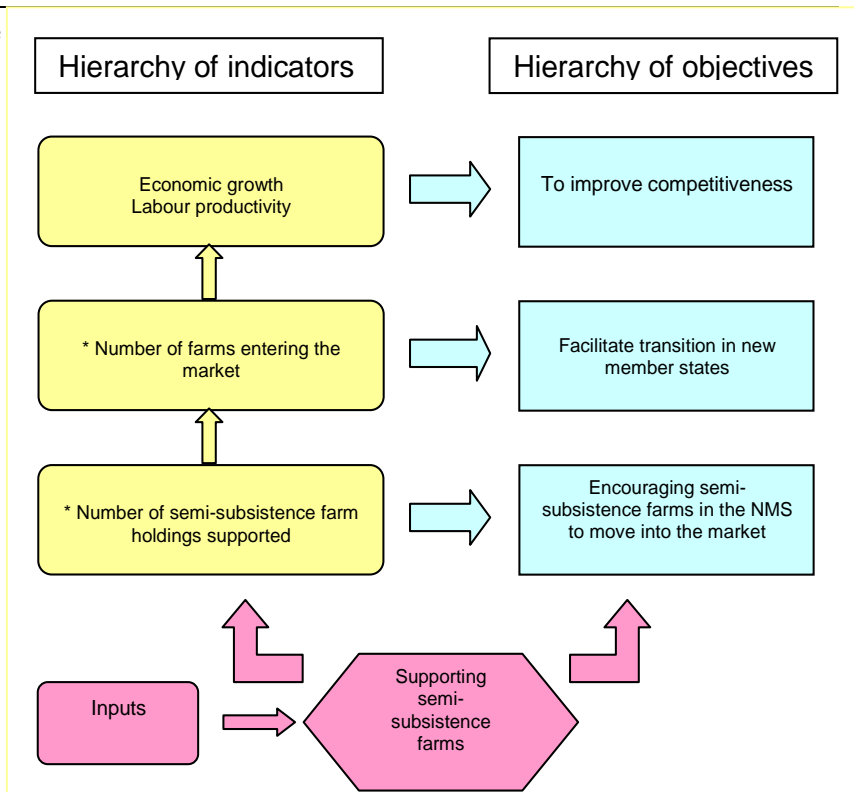 Hierarchy of indicators
Hierarchy of objectives
Economic growth
Labour productivity
To improve competitiveness
* Number of farms entering the
market
Facilitate transition in new
member states
* Number of semi-subsistence farm
holdings supported
Encouraging semi-
subsistence farms in the NMS
to move into the market
Inputs
Supporting
semi-
subsistence
farms